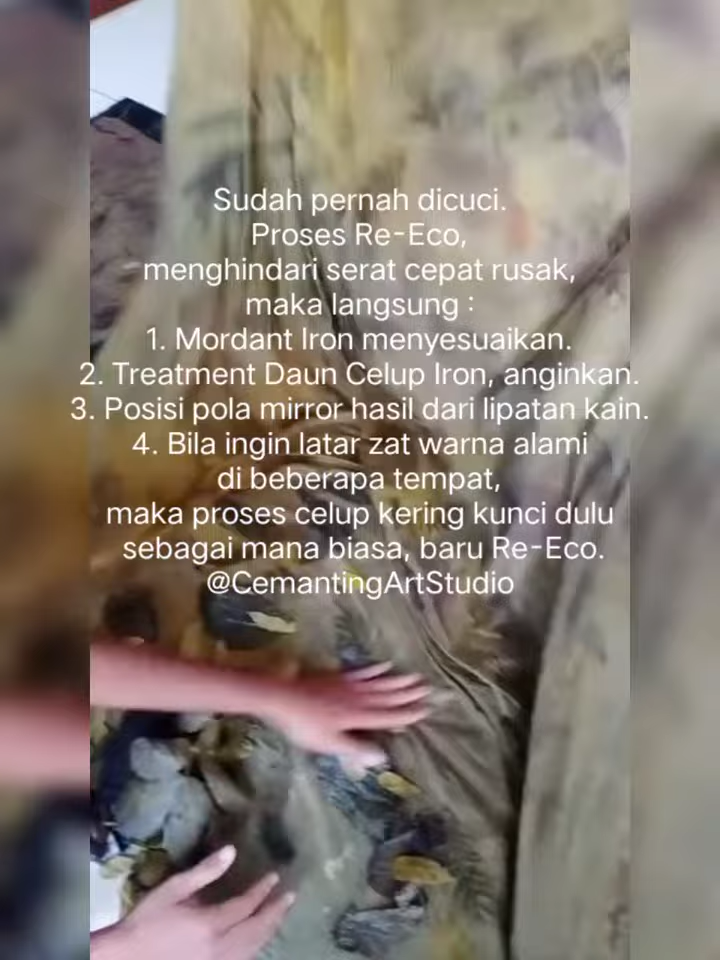 Sudah pernah dicuci.
Proses Re-Eco,
menghindari serat cepat rusak,
maka langsung :
1. Mordant Iron menyesuaikan.
2. Treatment Daun Celup Iron, anginkan.
3. Posisi pola mirror hasil dari lipatan kain.
4. Bila ingin latar zat warna alami
di beberapa tempat,
maka proses celup kering kunci dulu
sebagai mana biasa, baru Re-Eco.
@CemantingArtStudio